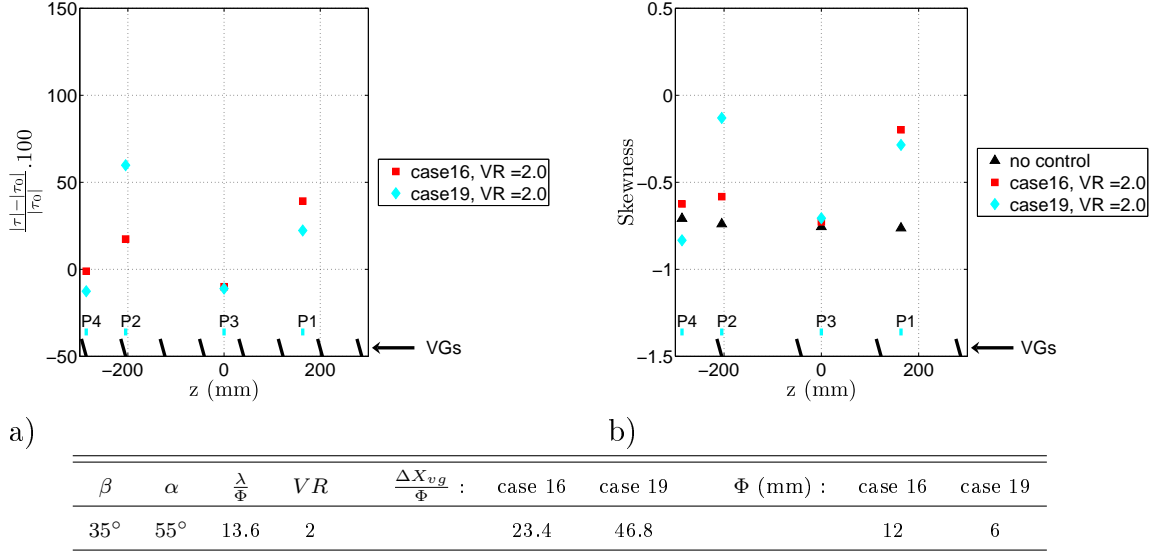 150
100
50
0
−50
|τ|−|τ0| / |τ0| .100
case16, VR =2.0
case19, VR =2.0
P4 P2 P3 P1
VGs
−200 0 200
z (mm)
a)
0.5
0
−0.5
−1
−1.5
Skewness
no control
case16, VR =2.0
case19, VR =2.0
P4 P2 P3 P1
VGs
−200 0 200
z (mm)
b)
β α λ/Φ VR ΔXvg/Φ : case 16 case 19 Φ (mm) : case 16 case 19
35° 55° 13.6 2 23.4 46.8 12 6